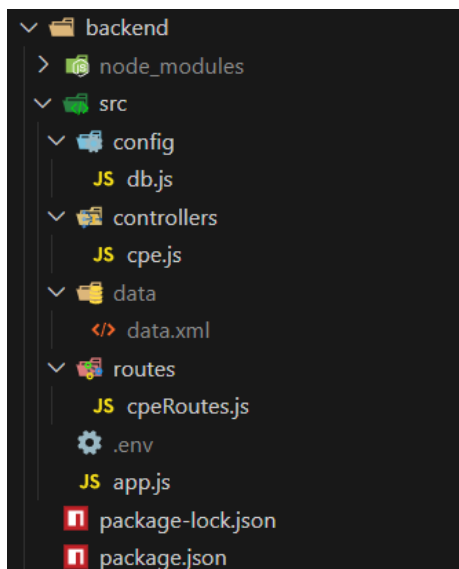 backend
node_modules
src
config
JS db.js
controllers
JS cpe.js
data
data.xml
routes
JS cpeRoutes.js
.env
JS app.js
package-lock.json
package.json